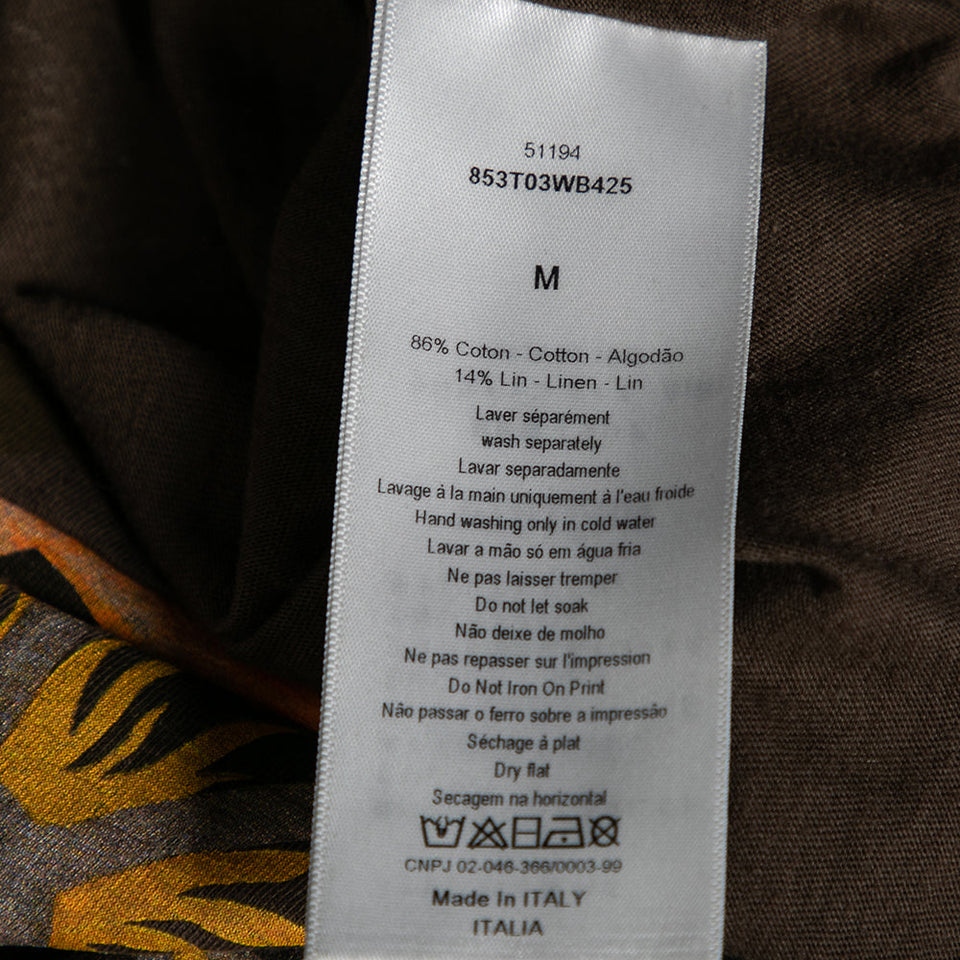 51194
853T03WB425
M
86% Coton - Cotton - Algodão
14% Lin - Linen - Lin
Laver séparément
wash separately
Lavar separadamente
Lavage à la main uniquement à l'eau froide
Hand washing only in cold water
Lavar a mão só em água fria
Ne pas laisser tremper
Do not let soak
Não deixe de molho
Ne pas repasser sur l'impression
Do Not Iron On Print
Não passar o ferro sobre a impressão
Séchage à plat
Dry flat
Secagem na horizontal
CNPJ 02-046-366/0003-99
Made In ITALY
ITALIA